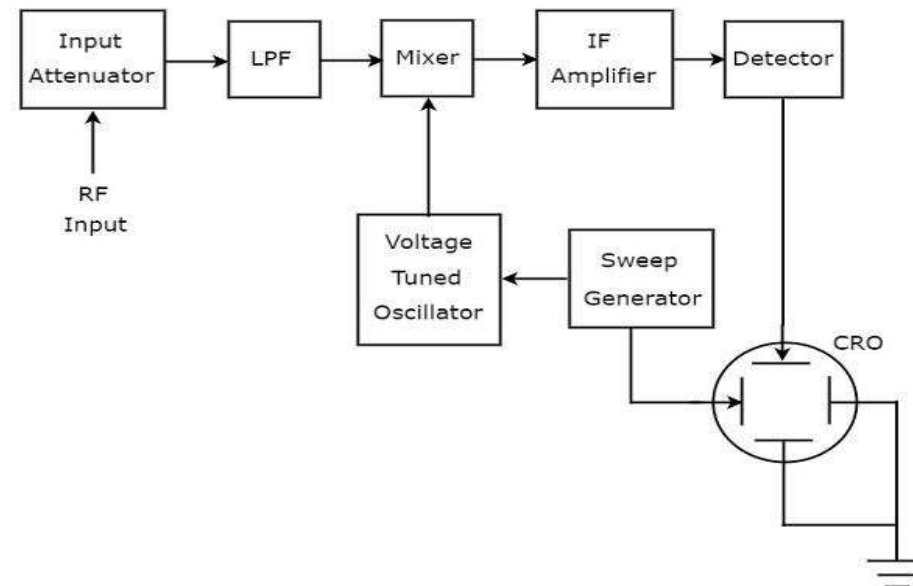 Input
Attenuator
LPF
Mixer
IF
Amplifier
Detector
RF
Input
Voltage
Tuned
Oscillator
Sweep
Generator
CRO